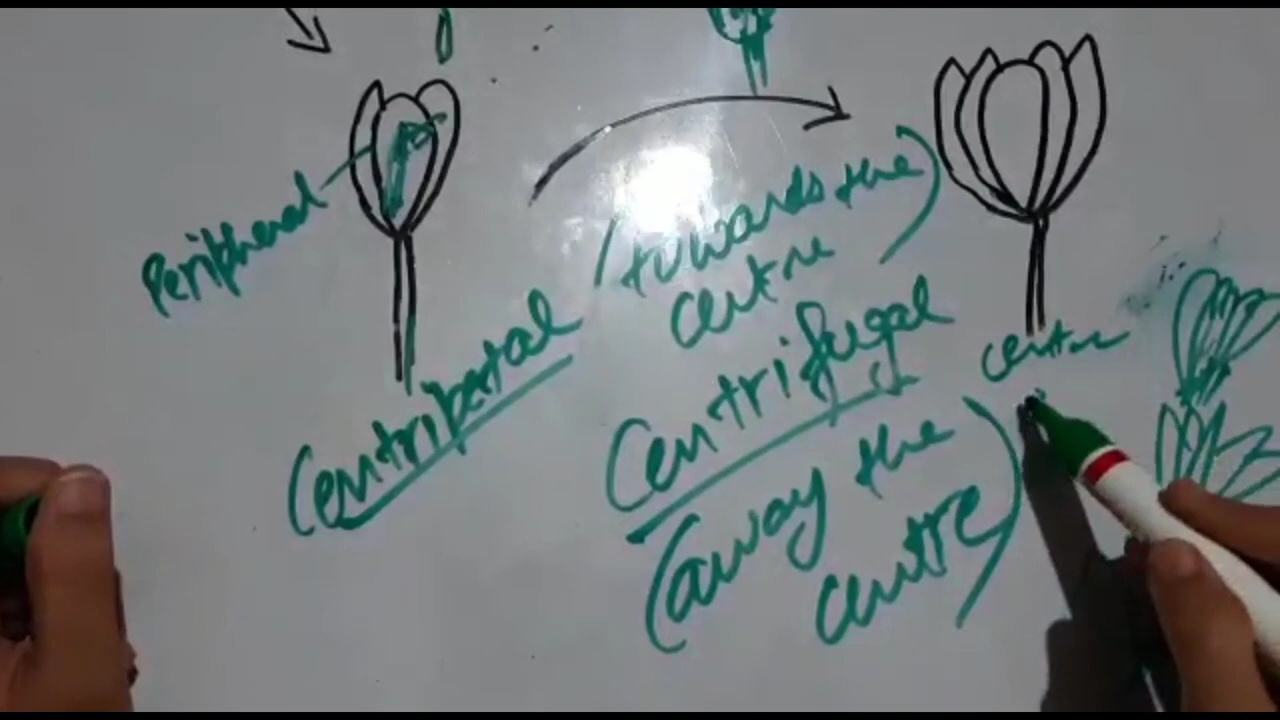 Peripheral
Centripetal
(towards the
centre)
Centrifugal
(away the
centre)
centre